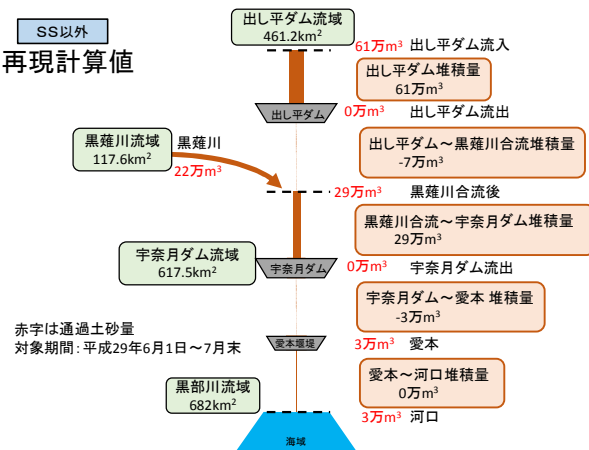 SS以外
再現計算値
出し平ダム流域
461.2km²
61万m³ 出し平ダム流入
出し平ダム堆積量
61万m³
出し平ダム
0万m³ 出し平ダム流出
黒薙川流域
117.6km²
黒薙川
22万m³
出し平ダム～黒薙川合流堆積量
-7万m³
29万m³ 黒薙川合流後
黒薙川合流～宇奈月ダム堆積量
29万m³
宇奈月ダム流域
617.5km²
宇奈月ダム
0万m³ 宇奈月ダム流出
宇奈月ダム～愛本 堆積量
-3万m³
赤字は通過土砂量
対象期間：平成29年6月1日～7月末
愛本堰堤
3万m³ 愛本
愛本～河口堆積量
0万m³
黒部川流域
682km²
3万m³ 河口
海域